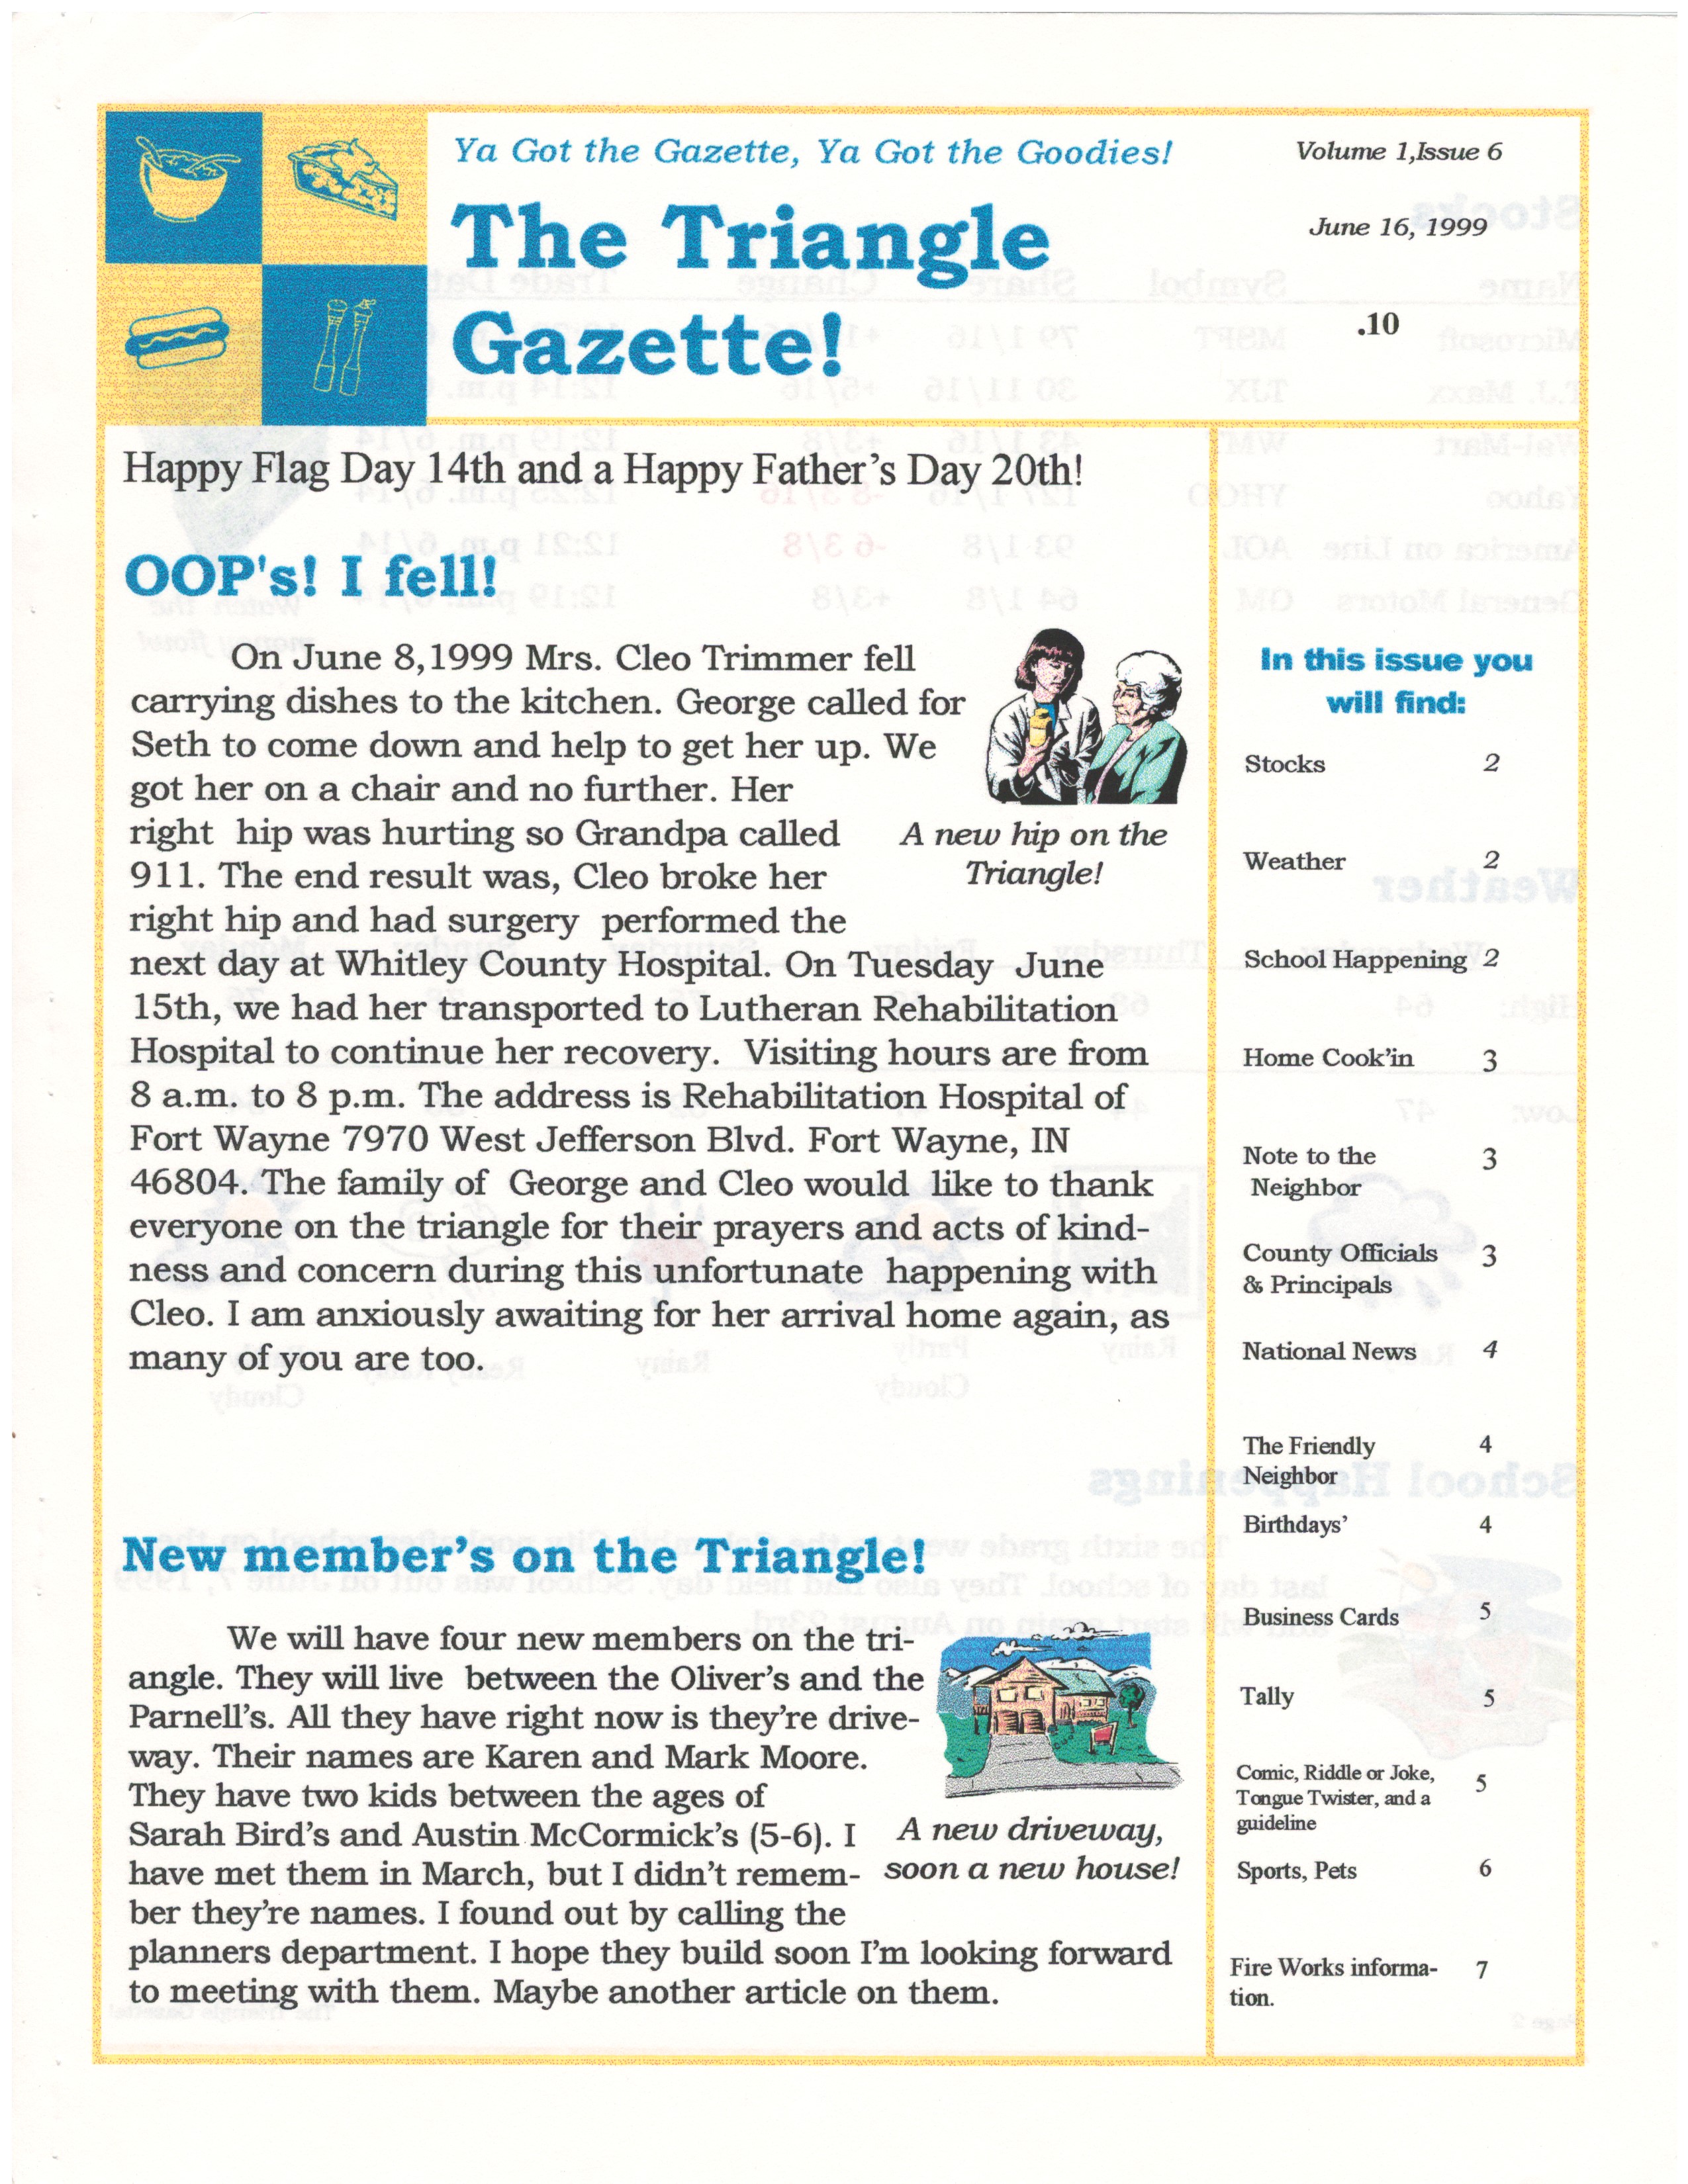 Ya Got the Gazette, Ya Got the Goodies!
The Triangle
Gazette!
Volume 1,Issue 6
June 16, 1999
.10
Happy Flag Day 14th and a Happy Father's Day 20th!
OOP's! I fell!
On June 8,1999 Mrs. Cleo Trimmer fell
carrying dishes to the kitchen. George called for
Seth to come down and help to get her up. We
got her on a chair and no further. Her
right hip was hurting so Grandpa called
911. The end result was, Cleo broke her
right hip and had surgery performed the
next day at Whitley County Hospital. On Tuesday June
15th, we had her transported to Lutheran Rehabilitation
Hospital to continue her recovery. Visiting hours are from
8 a.m. to 8 p.m. The address is Rehabilitation Hospital of
Fort Wayne 7970 West Jefferson Blvd. Fort Wayne, IN
46804. The family of George and Cleo would like to thank
everyone on the triangle for their prayers and acts of kind-
ness and concern during this unfortunate happening with
Cleo. I am anxiously awaiting for her arrival home again, as
many of you are too.
A new hip on the
Triangle!
New member's on the Triangle!
We will have four new members on the tri-
angle. They will live between the Oliver's and the
Parnell's. All they have right now is they're drive-
way. Their names are Karen and Mark Moore.
They have two kids between the ages of
Sarah Bird's and Austin McCormick's (5-6). I
have met them in March, but I didn't remem-
ber they're names. I found out by calling the
planners department. I hope they build soon I'm looking forward
to meeting with them. Maybe another article on them.
A new driveway,
soon a new house!
In this issue you
will find:
Stocks 2
Weather 2
School Happening 2
Home Cook'in 3
Note to the 3
Neighbor
County Officials 3
& Principals
National News 4
The Friendly 4
Neighbor
Birthdays' 4
Business Cards 5
Tally 5
Comic, Riddle or Joke, 5
Tongue Twister, and a
guideline
Sports, Pets 6
Fire Works informa- 7
tion.